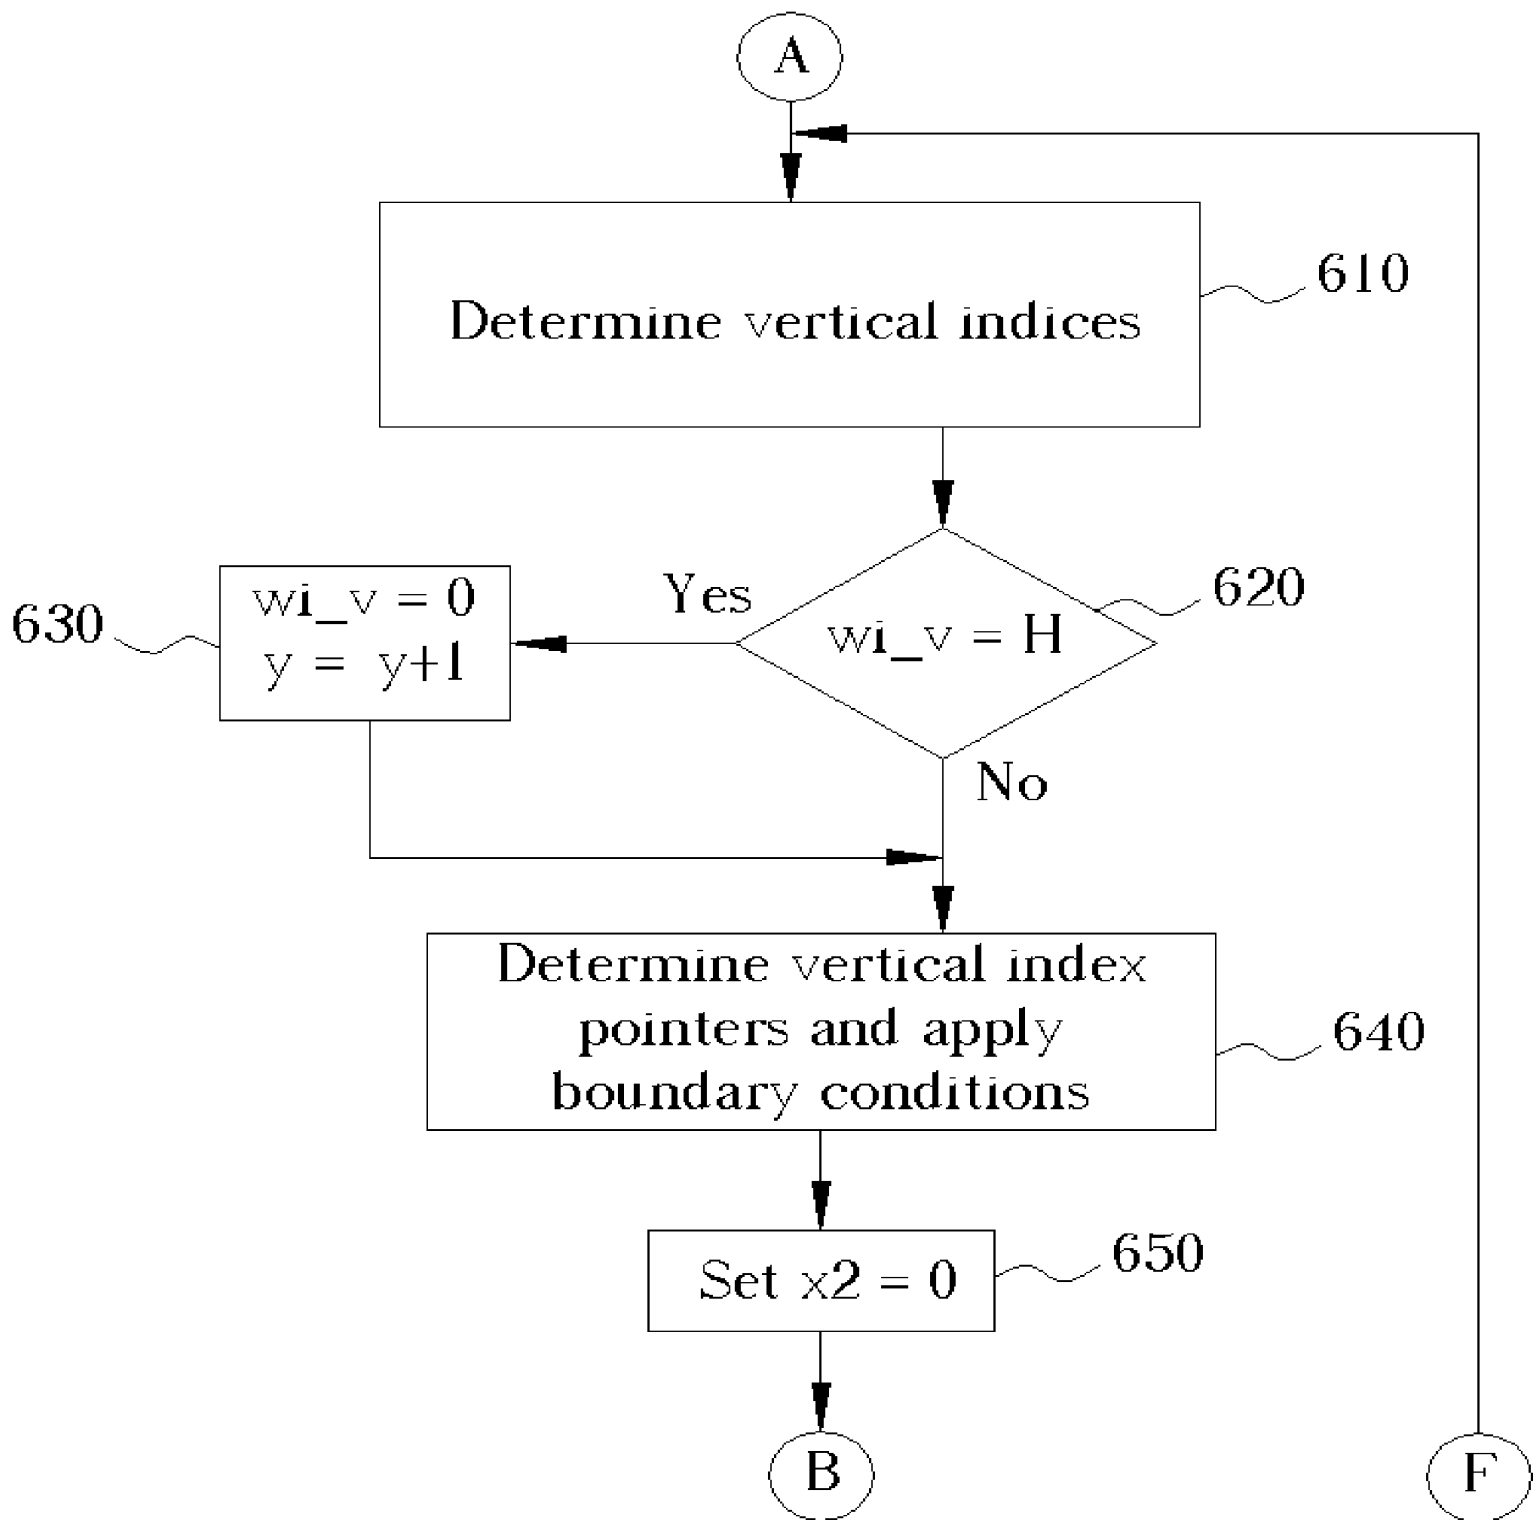 A
610
Determine vertical indices
620
Yes
wi_v = H
630
wi_v = 0
y = y+1
No
Determine vertical index
pointers and apply
boundary conditions
640
650
Set x2 = 0
B
F